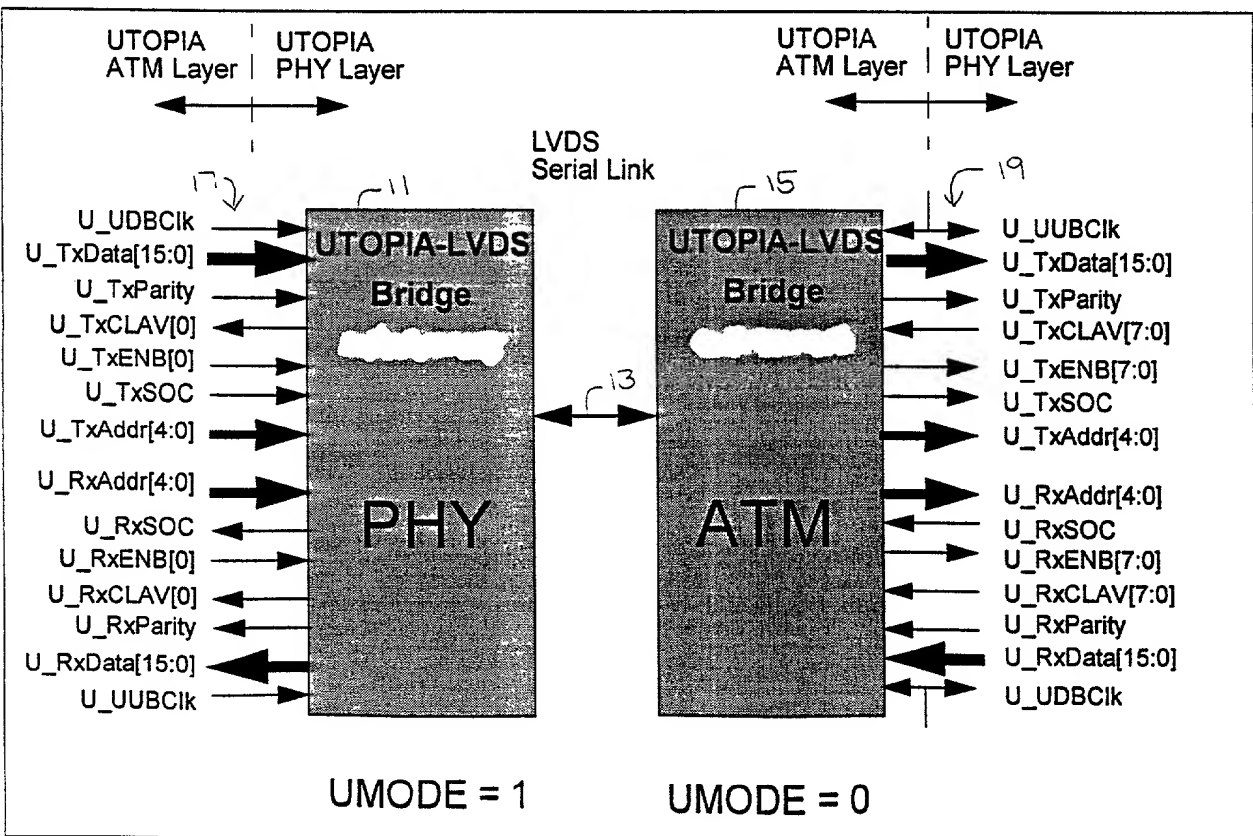 UTOPIA
ATM Layer
UTOPIA
PHY Layer
UTOPIA
ATM Layer
UTOPIA
PHY Layer
LVDS
Serial Link
17
11
13
15
19
U_UDBClk
U_TxData[15:0]
U_TxParity
U_TxCLAV[0]
U_TxENB[0]
U_TxSOC
U_TxAddr[4:0]
U_RxAddr[4:0]
U_RxSOC
U_RxENB[0]
U_RxCLAV[0]
U_RxParity
U_RxData[15:0]
U_UUBClk
UTOPIA-LVDS
Bridge
PHY
UTOPIA-LVDS
Bridge
ATM
U_UUBClk
U_TxData[15:0]
U_TxParity
U_TxCLAV[7:0]
U_TxENB[7:0]
U_TxSOC
U_TxAddr[4:0]
U_RxAddr[4:0]
U_RxSOC
U_RxENB[7:0]
U_RxCLAV[7:0]
U_RxParity
U_RxData[15:0]
U_UDBClk
UMODE = 1
UMODE = 0